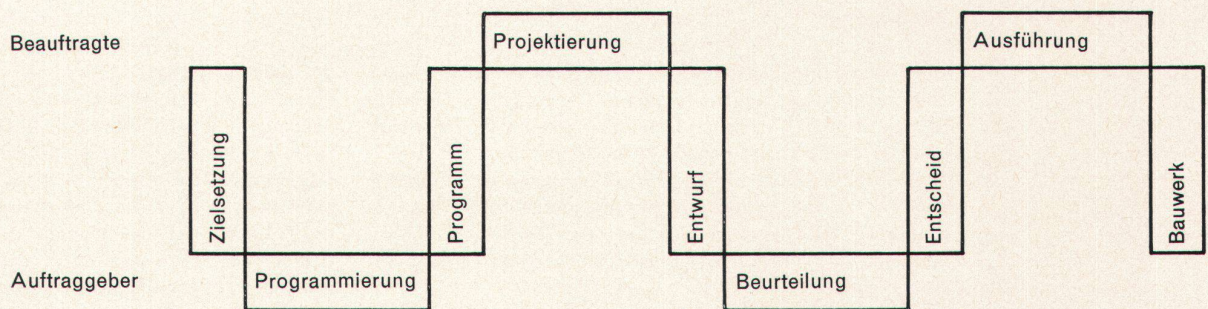 Beauftragte
Projektierung
Ausführung
Zielsetzung
Programm
Entwurf
Entscheid
Bauwerk
Auftraggeber
Programmierung
Beurteilung